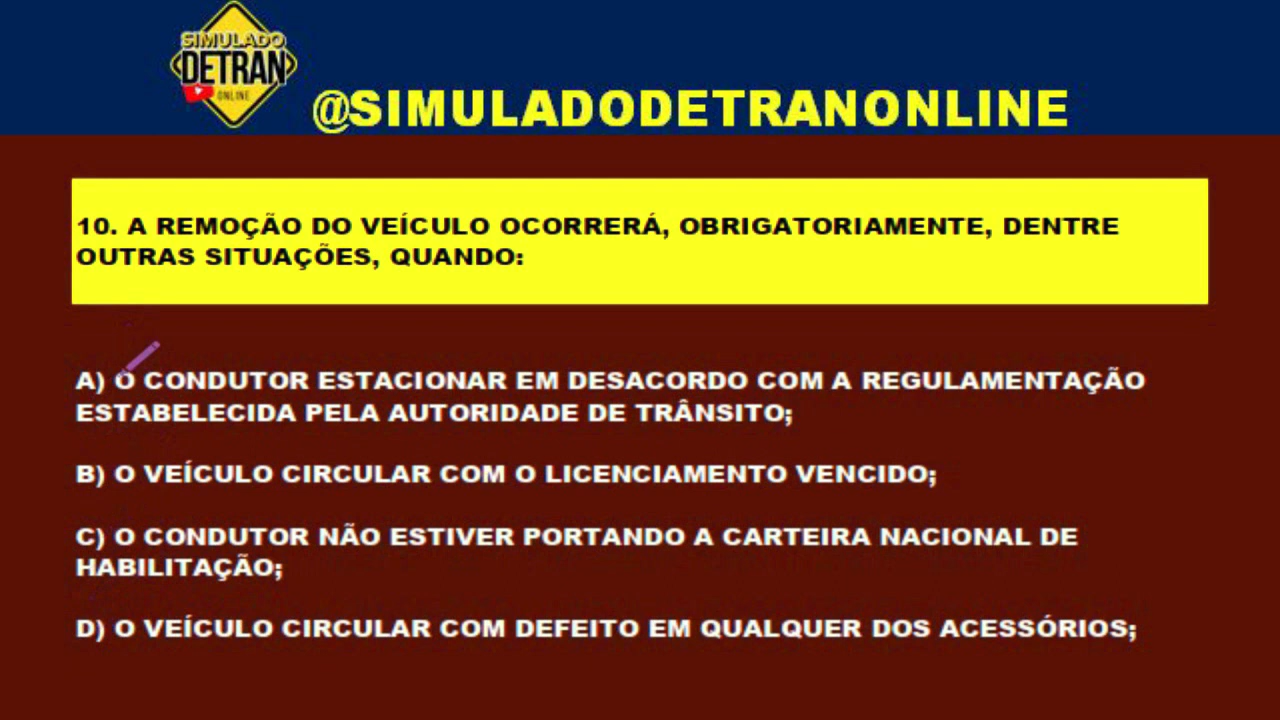 SIMULADO
DETRAN
ONLINE
@SIMULADODETRANONLINE
10. A REMOÇÃO DO VEÍCULO OCORRERÁ, OBRIGATORIAMENTE, DENTRE
OUTRAS SITUAÇÕES, QUANDO:
A) O CONDUTOR ESTACIONAR EM DESACORDO COM A REGULAMENTAÇÃO
ESTABELECIDA PELA AUTORIDADE DE TRÂNSITO;
B) O VEÍCULO CIRCULAR COM O LICENCIAMENTO VENCIDO;
C) O CONDUTOR NÃO ESTIVER PORTANDO A CARTEIRA NACIONAL DE
HABILITAÇÃO;
D) O VEÍCULO CIRCULAR COM DEFEITO EM QUALQUER DOS ACESSÓRIOS;